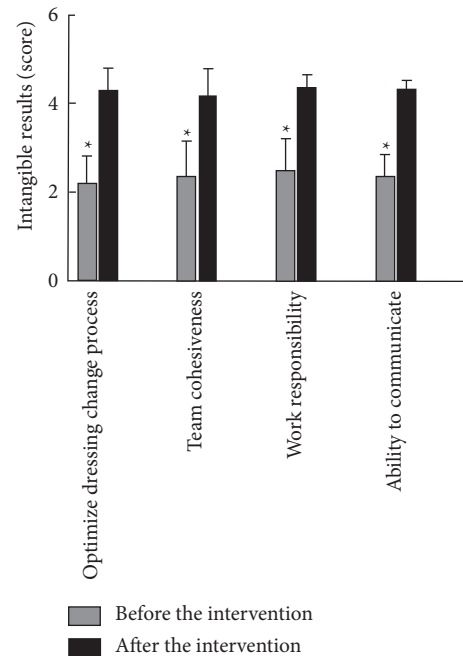 Intangible results (score)
6
4
2
0
*
*
*
*
Optimize dressing change process
Team cohesiveness
Work responsibility
Ability to communicate
Before the intervention
After the intervention